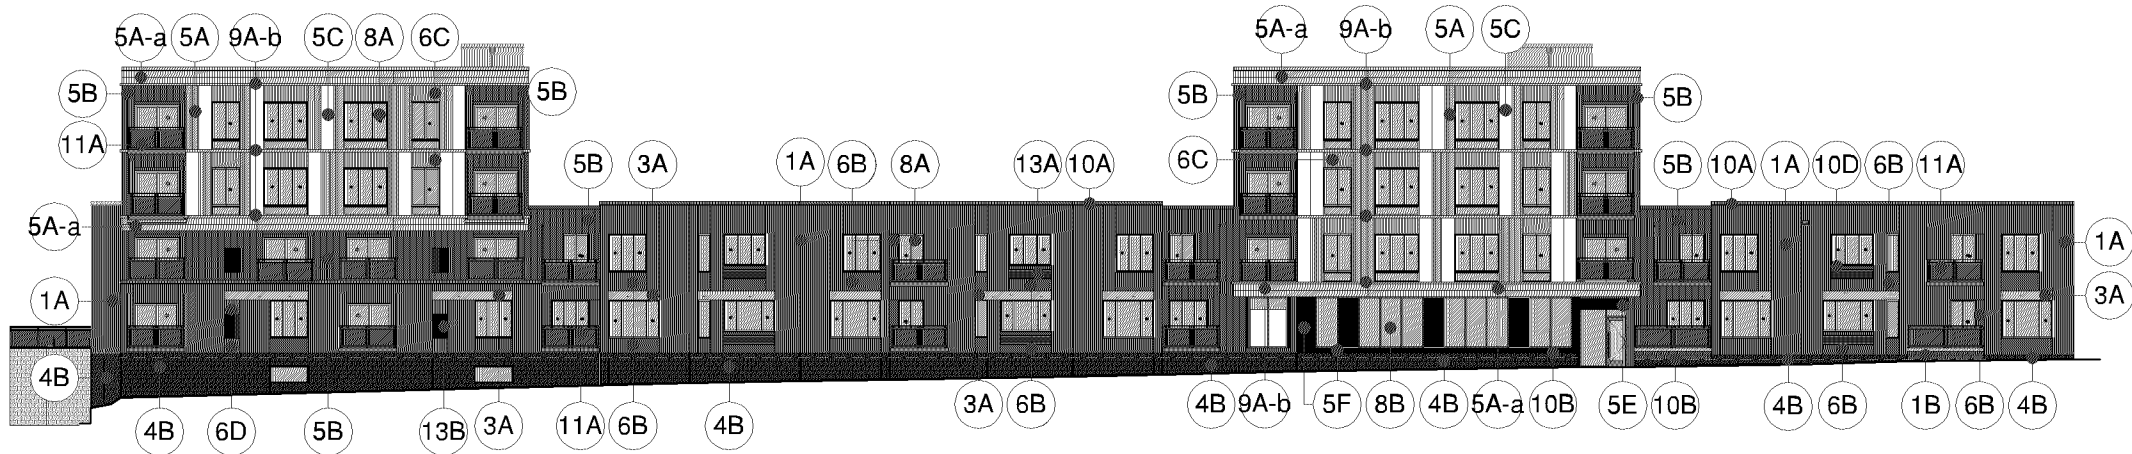 5A-a 5A 9A-b 5C 8A 6C
5A-a 9A-b 5A 5C
5B 5B 5B 5B
11A 5B 3A 1A 6B 8A 13A 10A 6C 5B 10A 1A 10D 6B 11A
5A-a 1A
1A 3A
4B
4B 6D 5B 13B 3A 11A 6B 4B 3A 6B 4B 9A-b 5F 8B 4B 5A-a 10B 5E 10B 4B 6B 1B 6B 4B